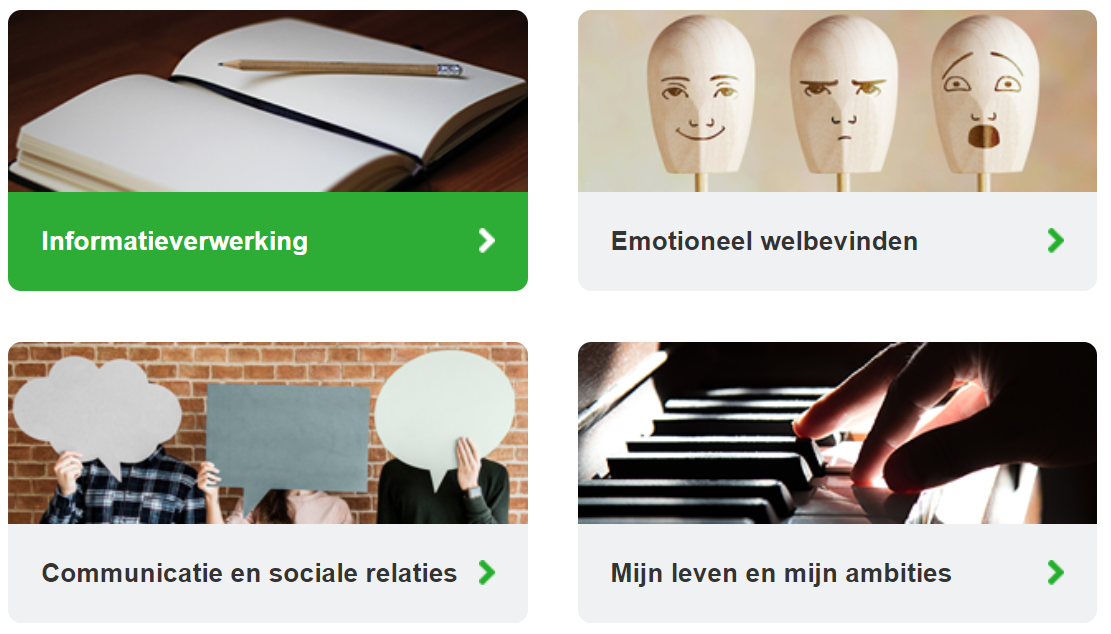 Informatieverwerking
Emotioneel welbevinden
Communicatie en sociale relaties
Mijn leven en mijn ambities